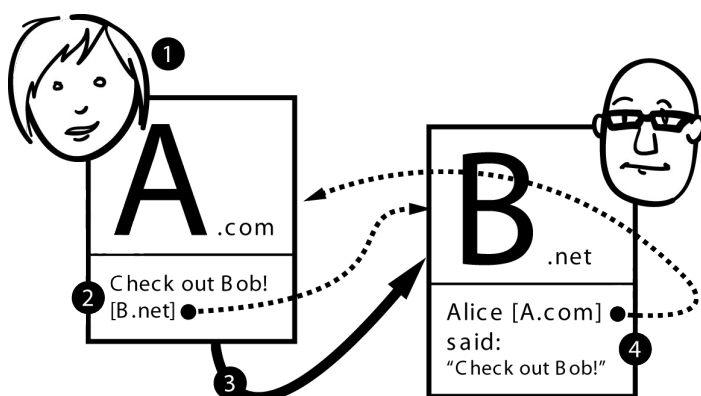 1
A
.com
2
Check out Bob!
[B.net]
3
B
.net
Alice [A.com]
said:
“Check out Bob!”
4